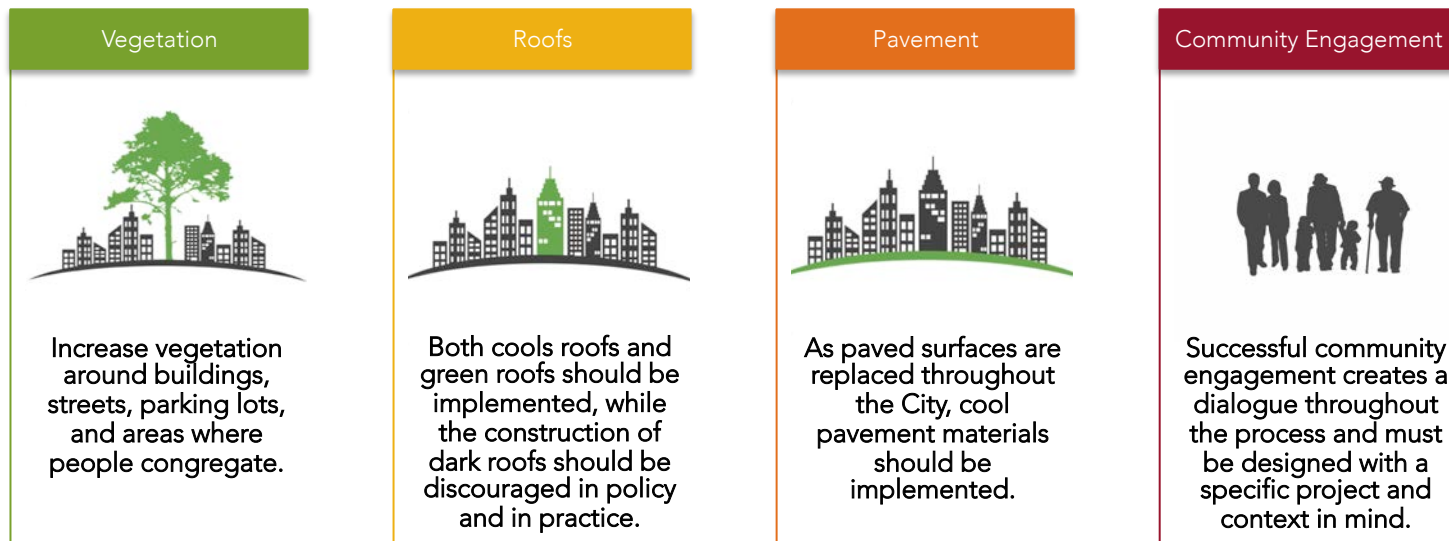 Vegetation
Increase vegetation
around buildings,
streets, parking lots,
and areas where
people congregate.
Roofs
Both cools roofs and
green roofs should be
implemented, while
the construction of
dark roofs should be
discouraged in policy
and in practice.
Pavement
As paved surfaces are
replaced throughout
the City, cool
pavement materials
should be
implemented.
Community Engagement
Successful community
engagement creates a
dialogue throughout
the process and must
be designed with a
specific project and
context in mind.